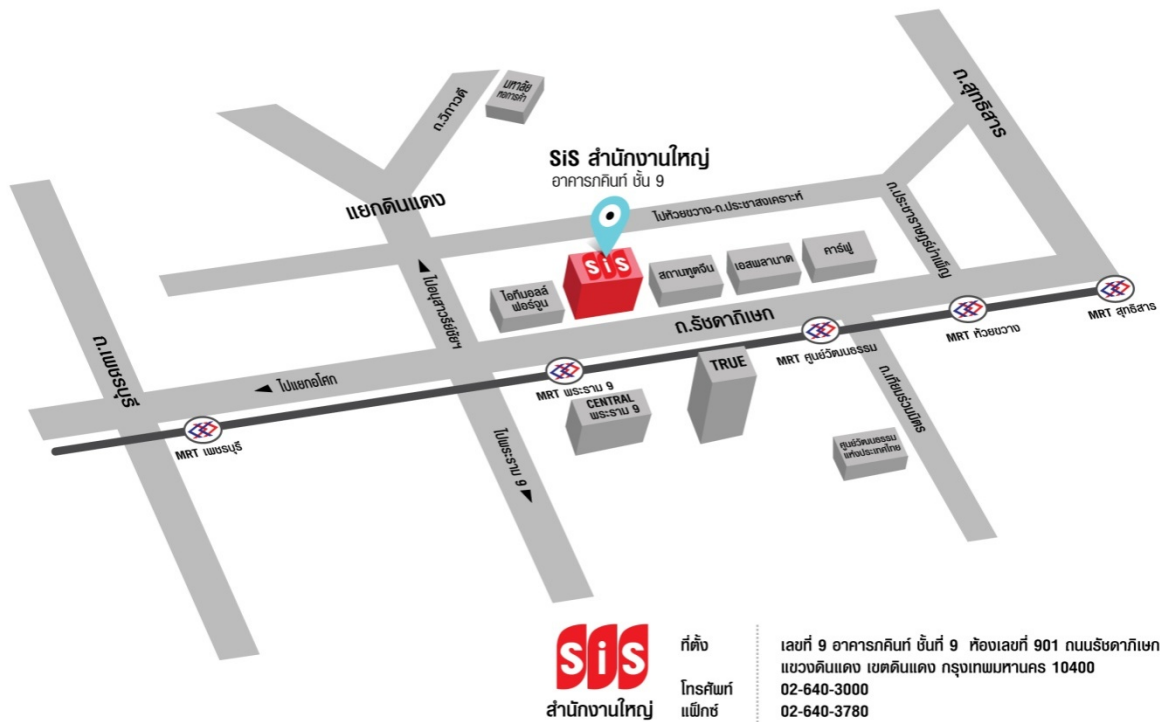 มหาลัย
หอการค้า
ถ.วิภาวดี
ถ.สุทธิสาร
SiS สำนักงานใหญ่
อาคารภคินท์ ชั้น 9
แยกดินแดง
ไปห้วยขวาง-ถ.ประชาสงเคราะห์
ถ.ประชาราษฎร์บำเพ็ญ
คาร์ฟู
เอสพลานาด
สถานฑูตจีน
SiS
ไอทีมอลล์
ฟอร์จูน
ไปอนุสาวรีย์ชัยฯ
ถ.เพชรบุรี
ถ.รัชดาภิเษก
MRT สุทธิสาร
MRT ห้วยขวาง
MRT ศูนย์วัฒนธรรม
TRUE
MRT พระราม 9
ไปแยกอโศก
CENTRAL
พระราม 9
ถ.เทียมร่วมมิตร
MRT เพชรบุรี
ไปพระราม 9
ศูนย์วัฒนธรรม
แห่งประเทศไทย
SiS
สำนักงานใหญ่
ที่ตั้ง เลขที่ 9 อาคารภคินท์ ชั้นที่ 9 ห้องเลขที่ 901 ถนนรัชดาภิเษก
แขวงดินแดง เขตดินแดง กรุงเทพมหานคร 10400
โทรศัพท์ 02-640-3000
แฟ็กซ์ 02-640-3780